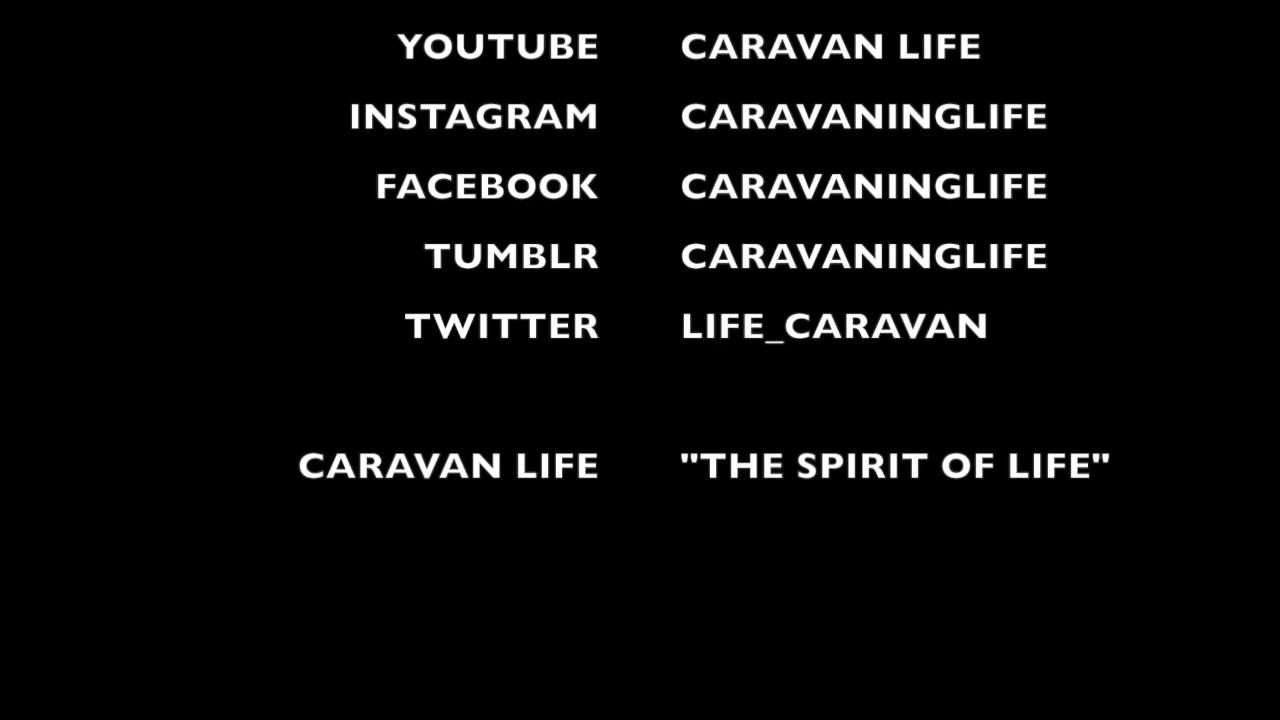 YOUTUBE CARAVAN LIFE
INSTAGRAM CARAVANINGLIFE
FACEBOOK CARAVANINGLIFE
TUMBLR CARAVANINGLIFE
TWITTER LIFE_CARAVAN
CARAVAN LIFE "THE SPIRIT OF LIFE"